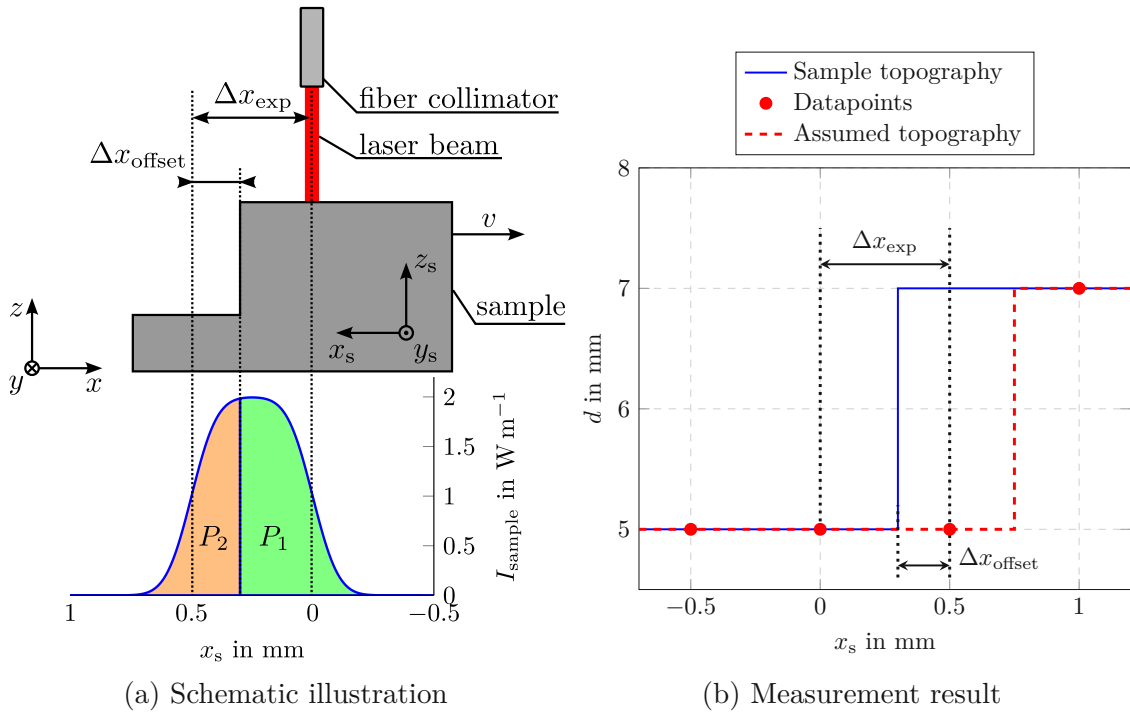 Δx_exp
fiber collimator
laser beam
Δx_offset
v
z_s
sample
x_s
y_s
z
y
x
2
1.5
1
0.5
0
I_sample in W m⁻¹
P₂
P₁
1 0.5 0 −0.5
x_s in mm
(a) Schematic illustration
Sample topography
Datapoints
Assumed topography
8
7
6
5
d in mm
Δx_exp
Δx_offset
−0.5 0 0.5 1
x_s in mm
(b) Measurement result